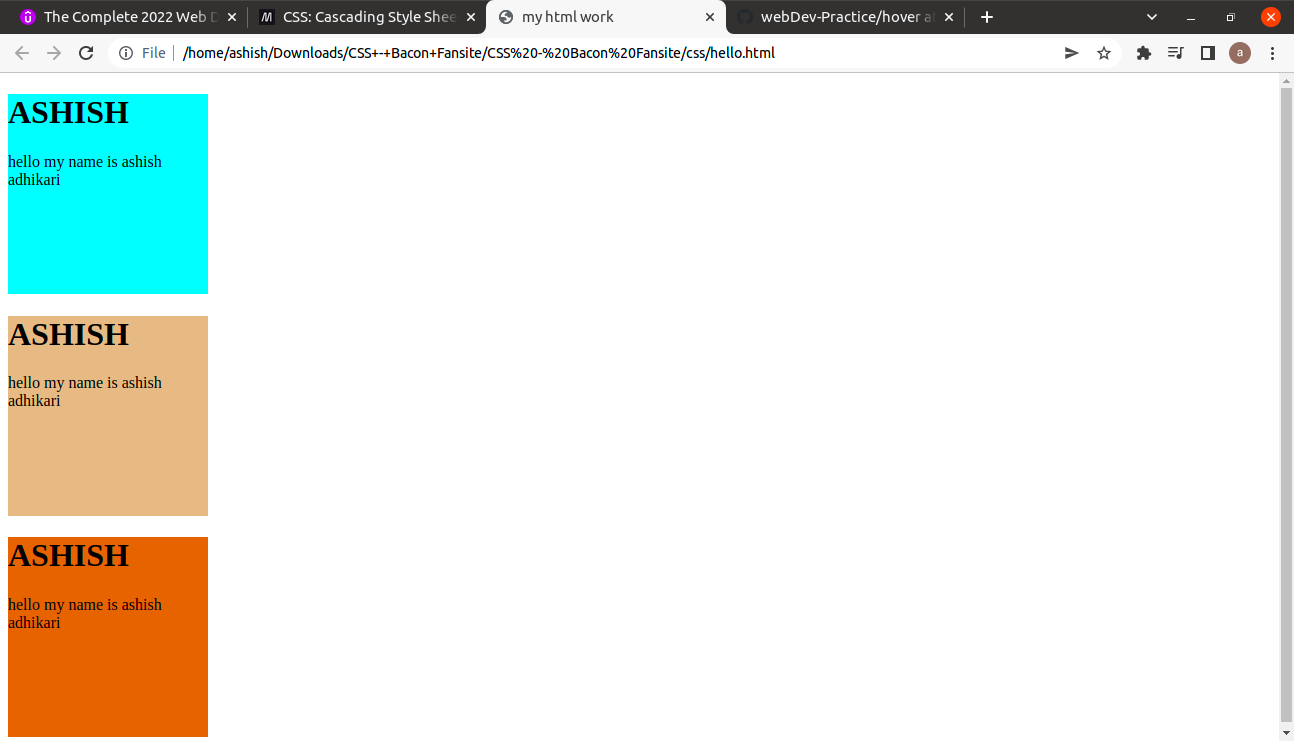 The Complete 2022 Web D
CSS: Cascading Style Shee
my html work
webDev-Practice/hover a
File
/home/ashish/Downloads/CSS+-+Bacon+Fansite/CSS%20-%20Bacon%20Fansite/css/hello.html
a
ASHISH
hello my name is ashish
adhikari
ASHISH
hello my name is ashish
adhikari
ASHISH
hello my name is ashish
adhikari